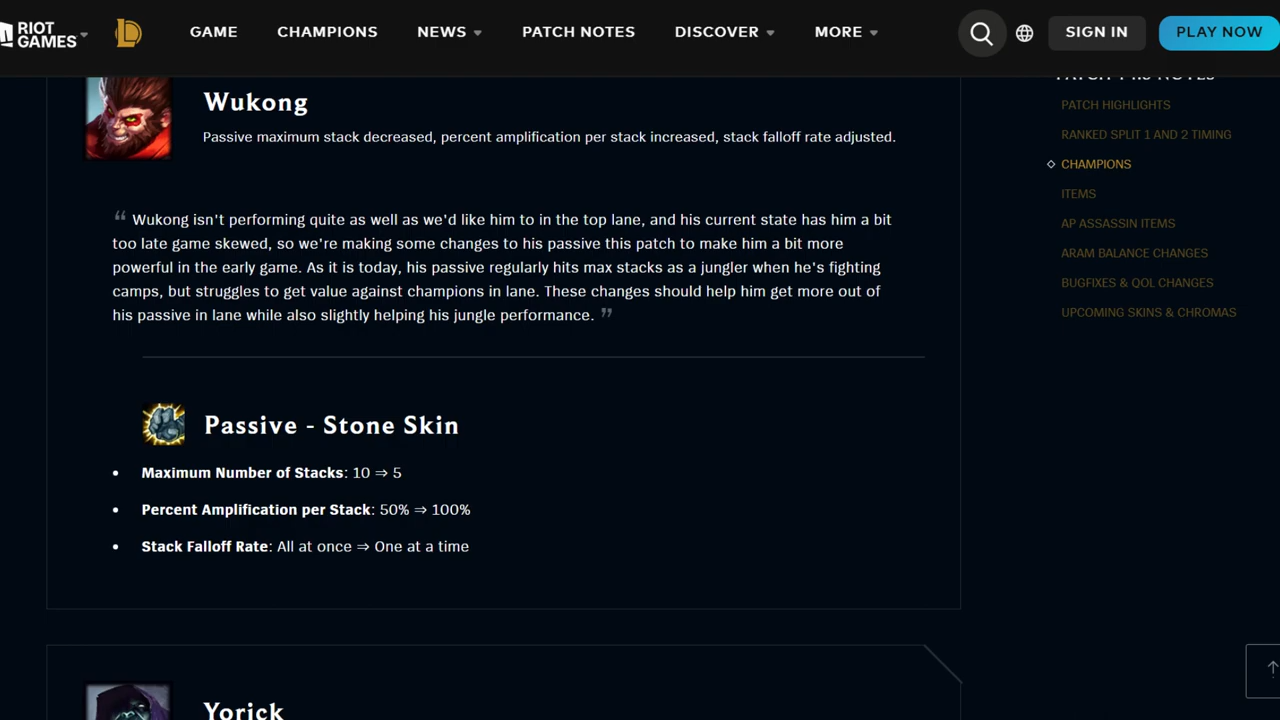 RIOT GAMES
GAME
CHAMPIONS
NEWS
PATCH NOTES
DISCOVER
MORE
SIGN IN
PLAY NOW
NOTES
PATCH HIGHLIGHTS
RANKED SPLIT 1 AND 2 TIMING
CHAMPIONS
ITEMS
AP ASSASSIN ITEMS
ARAM BALANCE CHANGES
BUGFIXES & QOL CHANGES
UPCOMING SKINS & CHROMAS
Wukong
Passive maximum stack decreased, percent amplification per stack increased, stack falloff rate adjusted.
“ Wukong isn't performing quite as well as we'd like him to in the top lane, and his current state has him a bit
too late game skewed, so we're making some changes to his passive this patch to make him a bit more
powerful in the early game. As it is today, his passive regularly hits max stacks as a jungler when he's fighting
camps, but struggles to get value against champions in lane. These changes should help him get more out of
his passive in lane while also slightly helping his jungle performance. ”
Passive - Stone Skin
• Maximum Number of Stacks: 10 ⇒ 5
• Percent Amplification per Stack: 50% ⇒ 100%
• Stack Falloff Rate: All at once ⇒ One at a time
Yorick